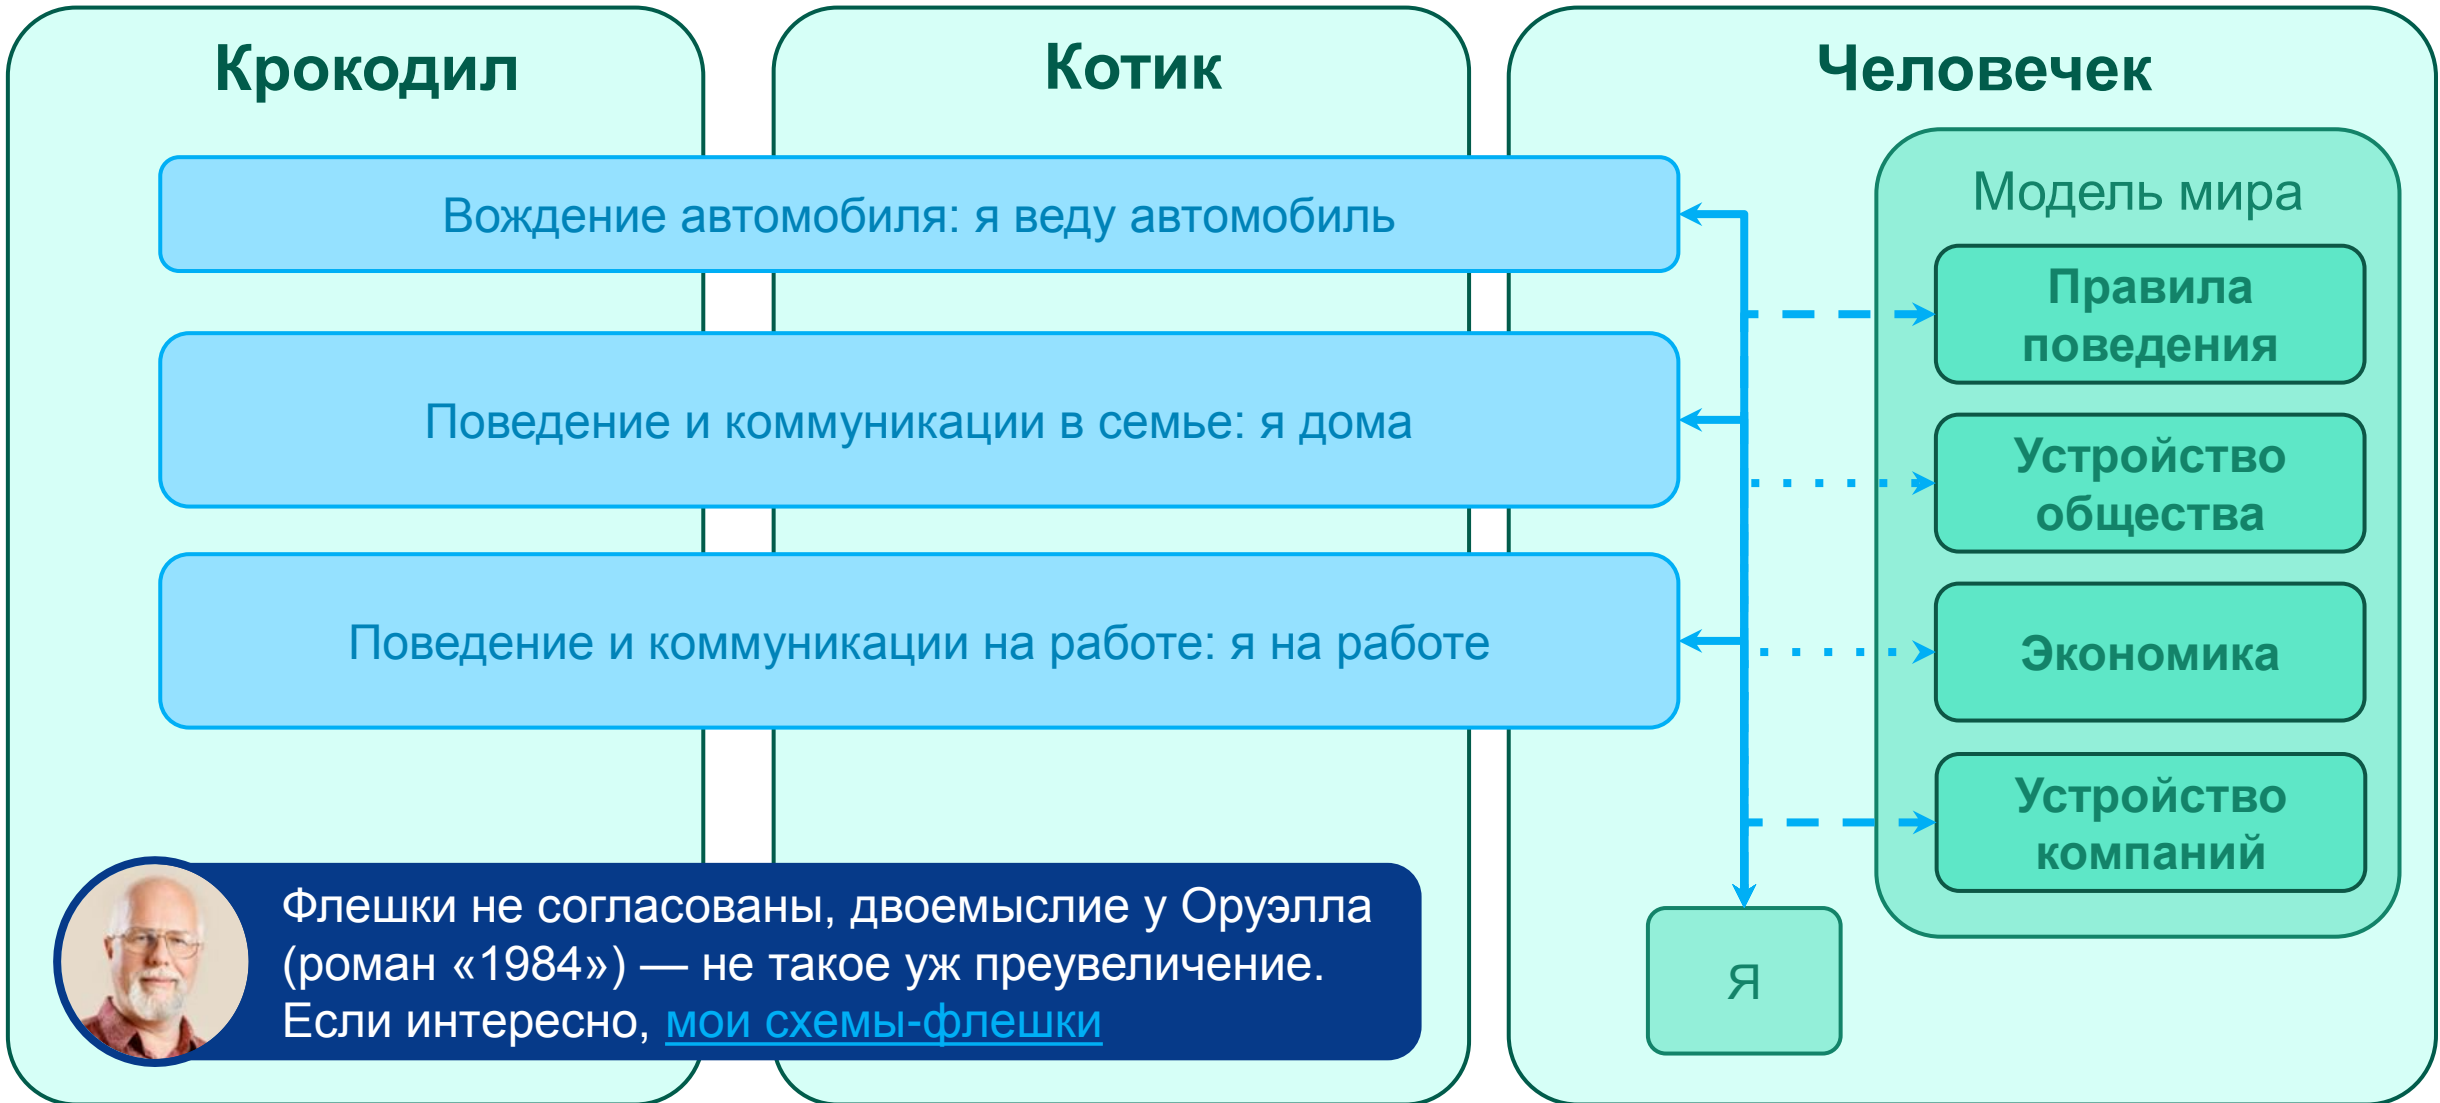 Крокодил
Котик
Человечек
Вождение автомобиля: я веду автомобиль
Поведение и коммуникации в семье: я дома
Поведение и коммуникации на работе: я на работе
Модель мира
Правила
поведения
Устройство
общества
Экономика
Устройство
компаний
Я
Флешки не согласованы, двоемыслие у Оруэлла
(роман «1984») — не такое уж преувеличение.
Если интересно, мои схемы-флешки